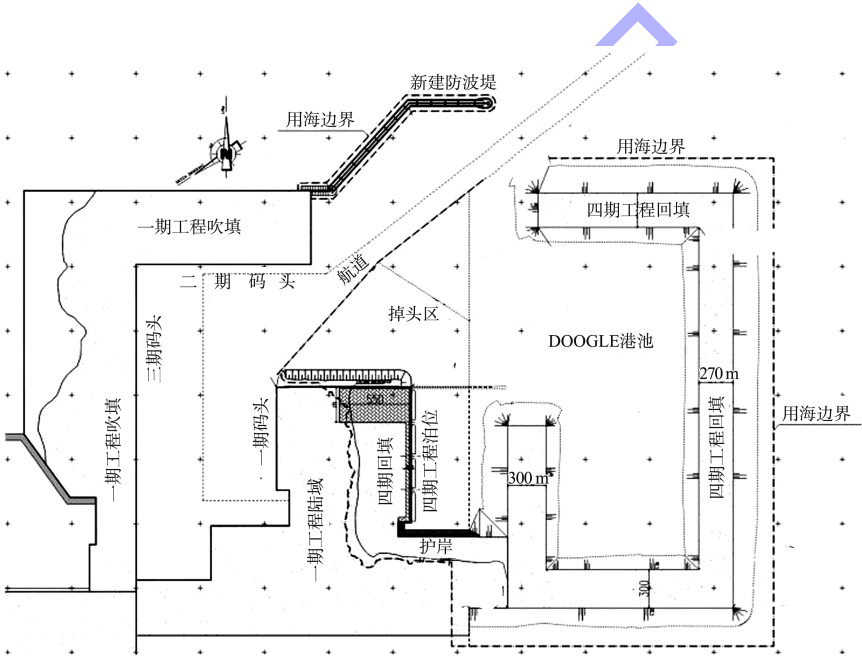 新建防波堤
用海边界
用海边界
一期工程吹填
四期工程回填
航道
二期码头
掉头区
三期码头
DOOGLE港池
270 m
550
用海边界
一期工程吹填
一期码头
四期回填
四期工程泊位
四期工程回填
300 m
一期工程陆域
护岸
300